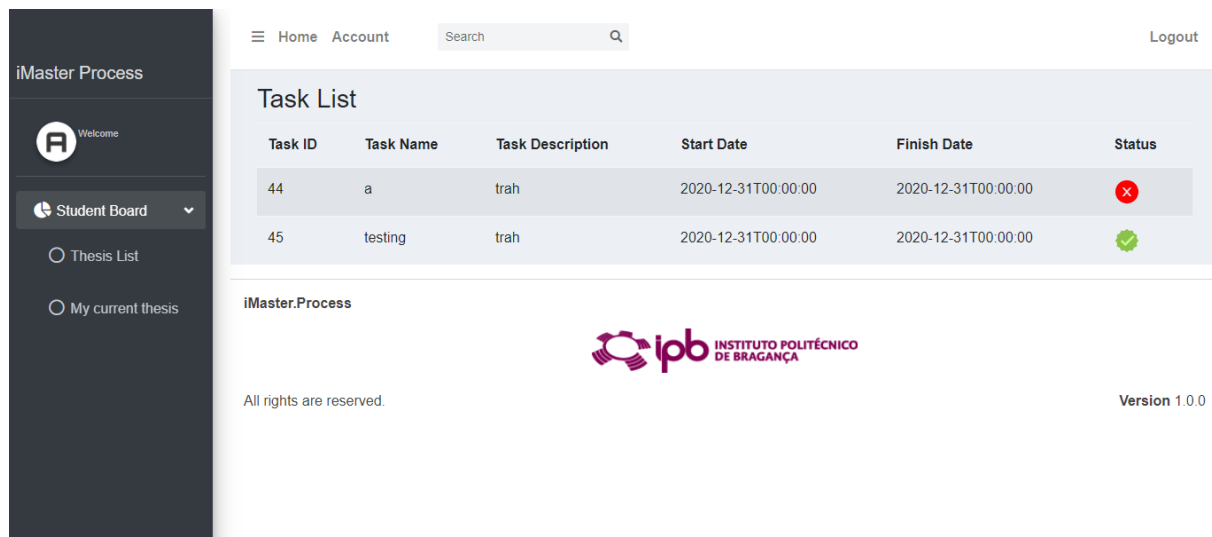 iMaster Process
Welcome
Student Board
Thesis List
My current thesis
Home Account Search Logout
Task List
Task ID Task Name Task Description Start Date Finish Date Status
44 a trah 2020-12-31T00:00:00 2020-12-31T00:00:00
45 testing trah 2020-12-31T00:00:00 2020-12-31T00:00:00
iMaster.Process
ipb INSTITUTO POLITÉCNICO
DE BRAGANÇA
All rights are reserved. Version 1.0.0